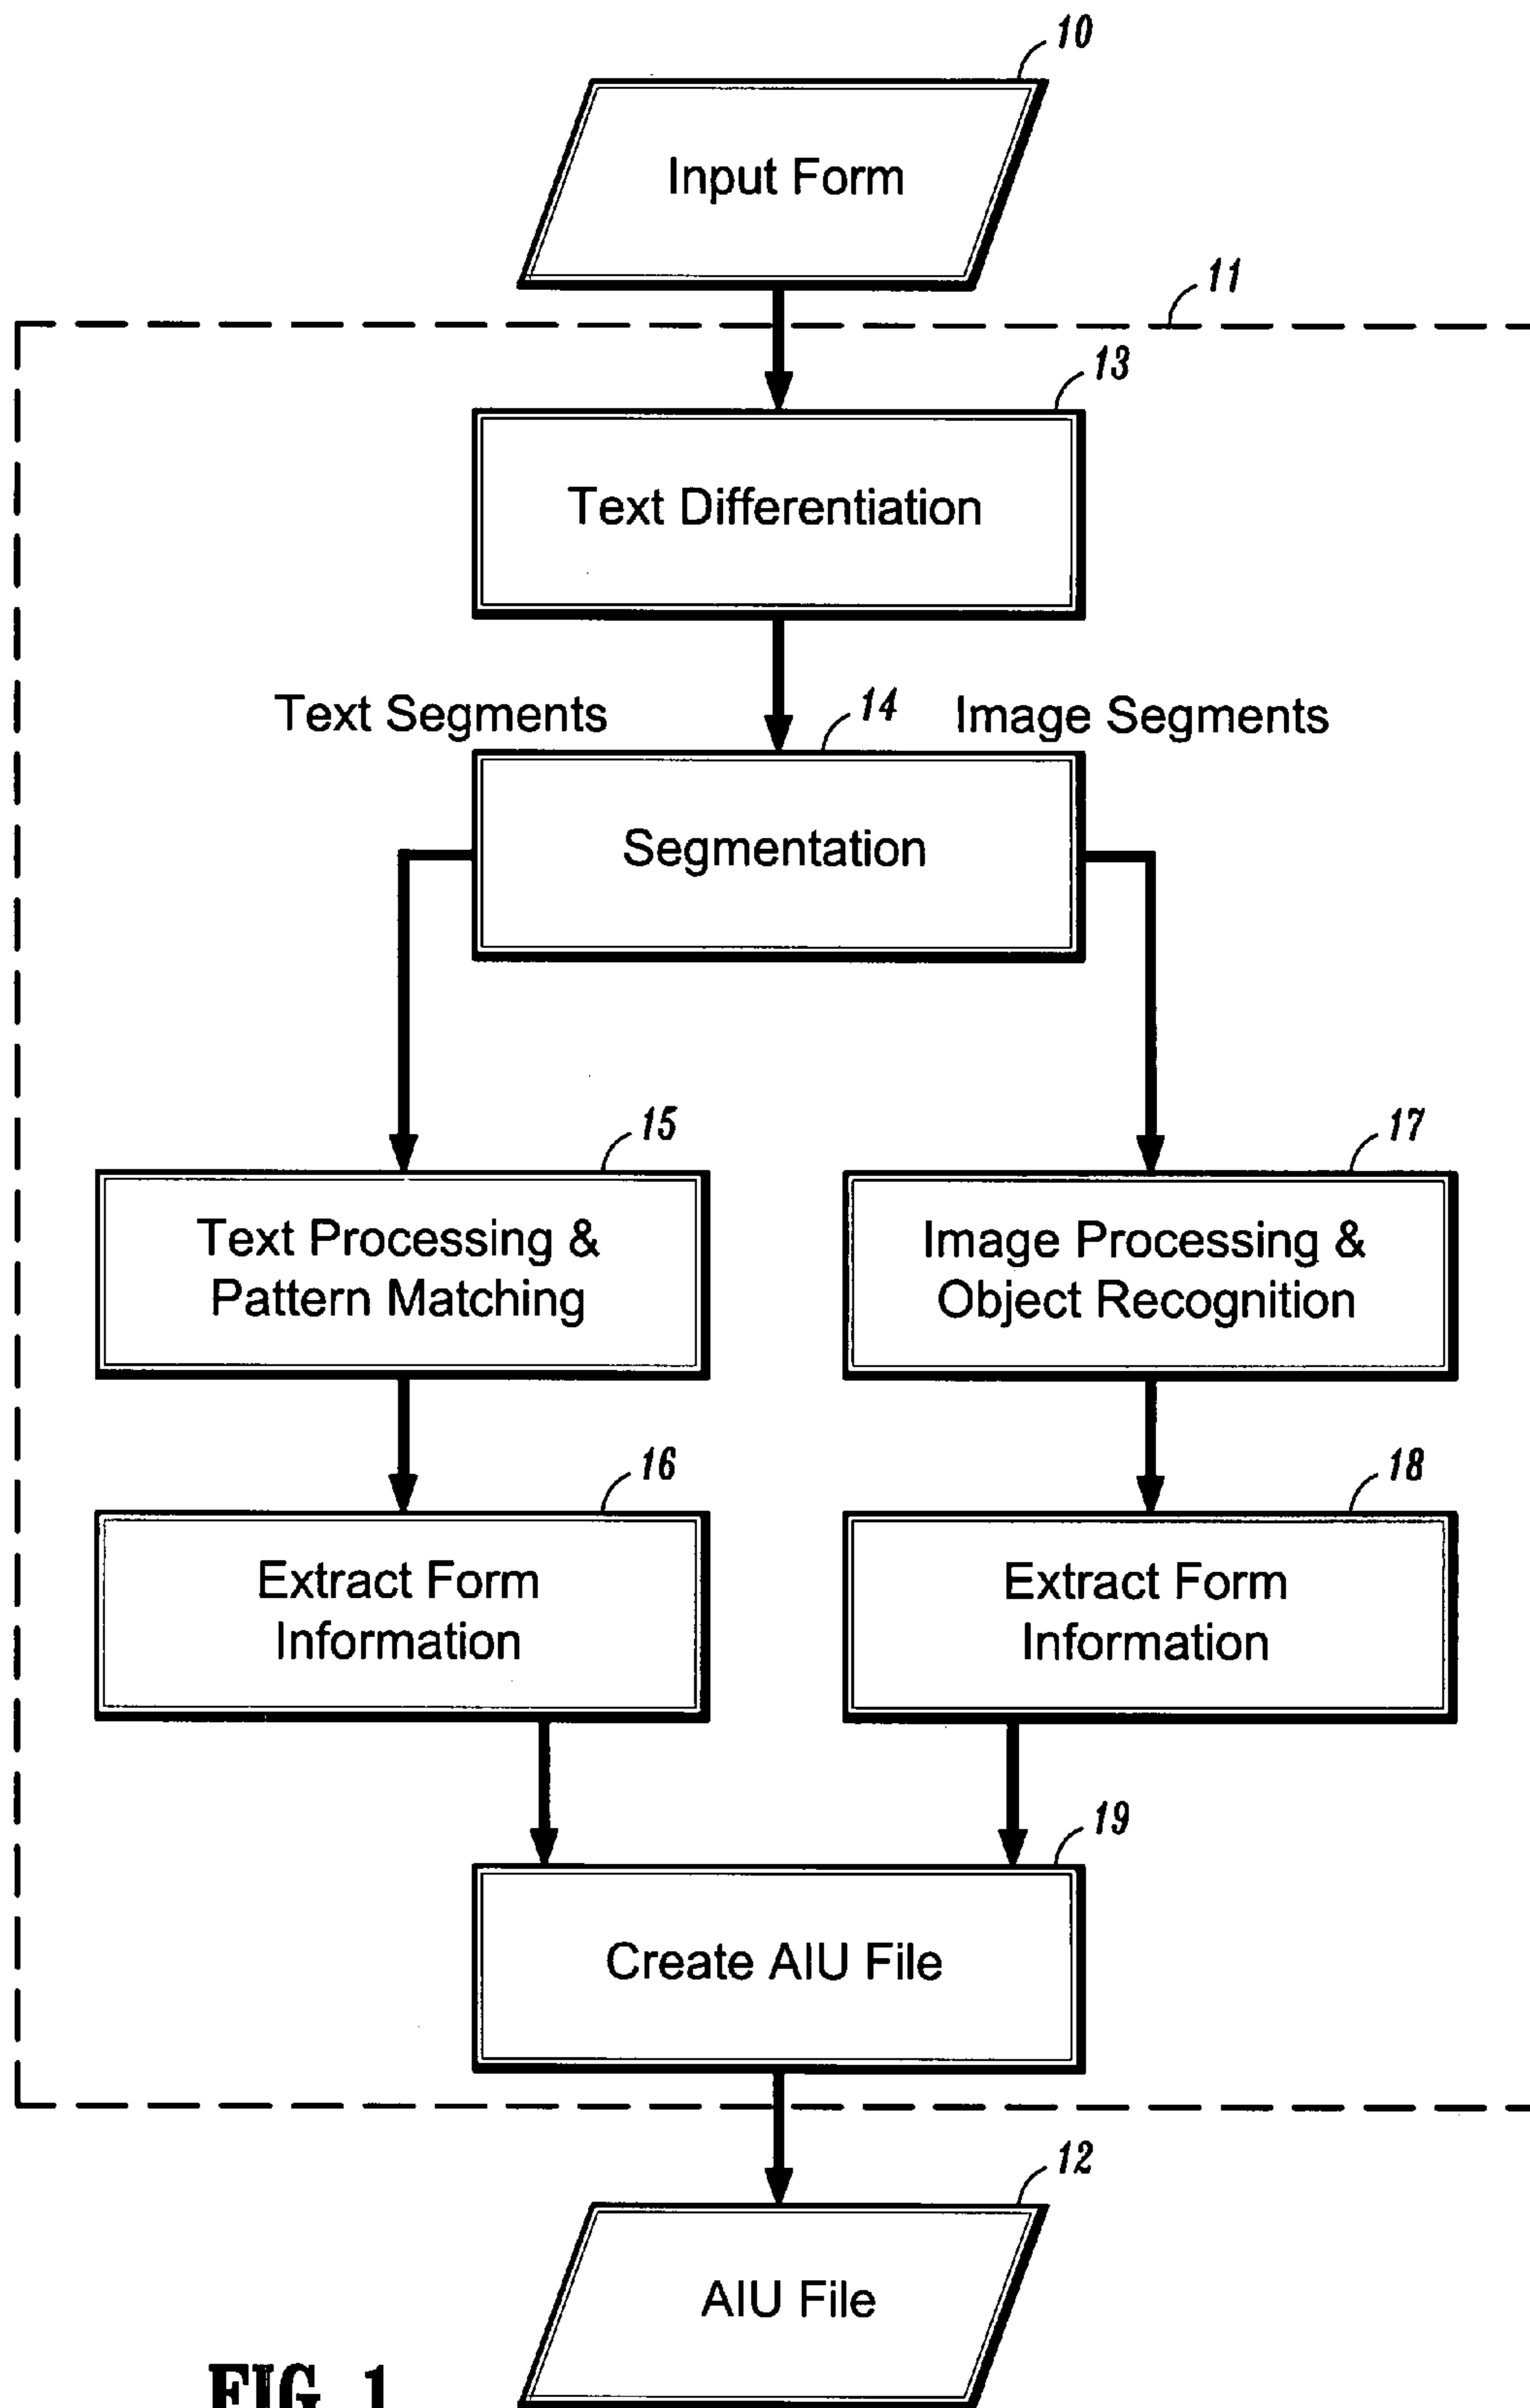 10
Input Form
11
13
Text Differentiation
Text Segments
14
Image Segments
Segmentation
15
Text Processing &
Pattern Matching
17
Image Processing &
Object Recognition
16
Extract Form
Information
18
Extract Form
Information
19
Create AIU File
12
AIU File
FIG. 1